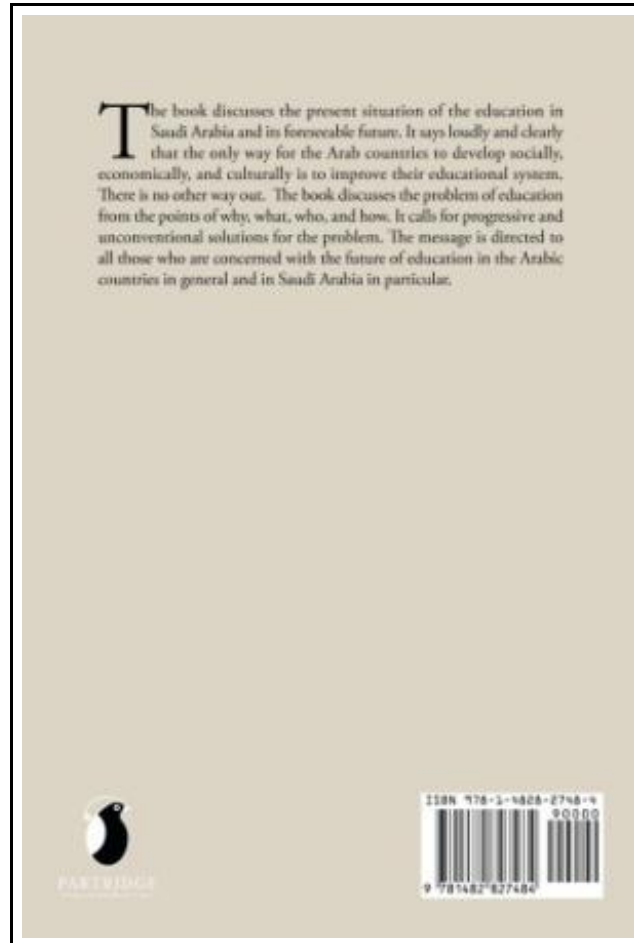 The book discusses the present situation of the education in
Saudi Arabia and its foreseeable future. It says loudly and clearly
that the only way for the Arab countries to develop socially,
economically, and culturally is to improve their educational system.
There is no other way out. The book discusses the problem of education
from the points of why, what, who, and how. It calls for progressive and
unconventional solutions for the problem. The message is directed to
all those who are concerned with the future of education in the Arabic
countries in general and in Saudi Arabia in particular.
PARTRIDGE
ISBN 978-1-4828-2748-4
90000
9 781482 827484